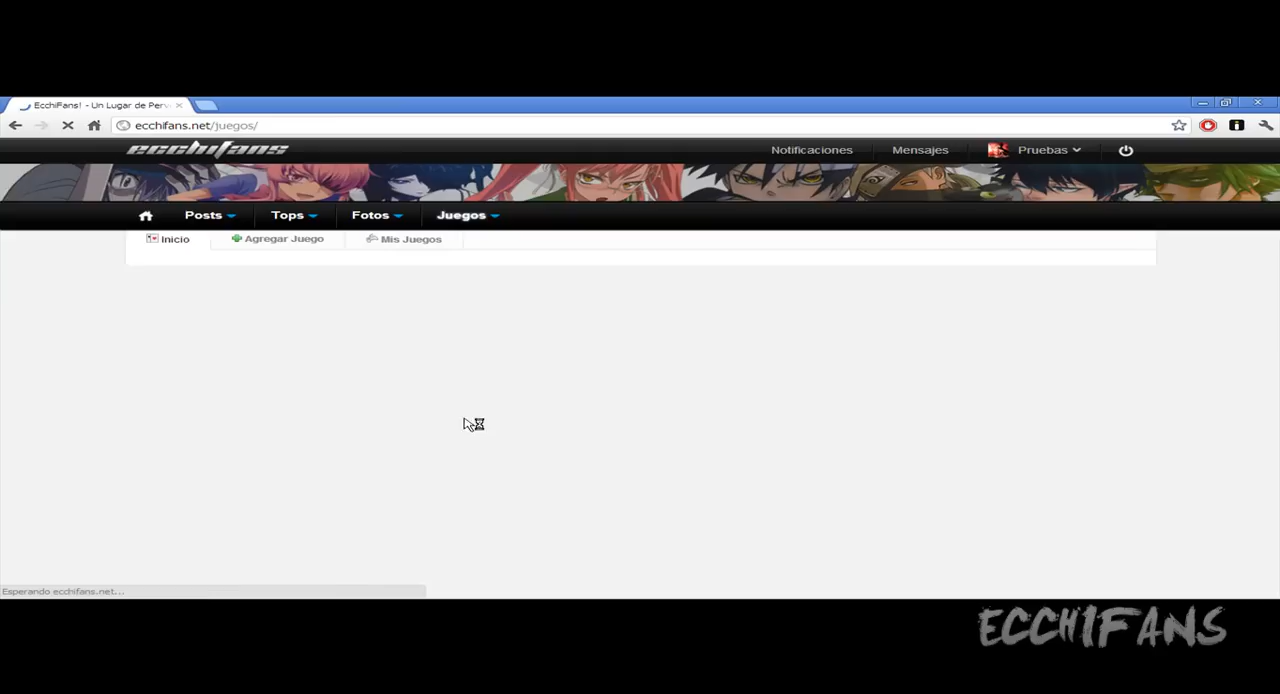 EcchiFans! - Un Lugar de Perv
ecchifans.net/juegos/
ecchifans
Notificaciones Mensajes Pruebas
Posts Tops Fotos Juegos
Inicio Agregar Juego Mis Juegos
Esperando ecchifans.net...
ECCHIFANS